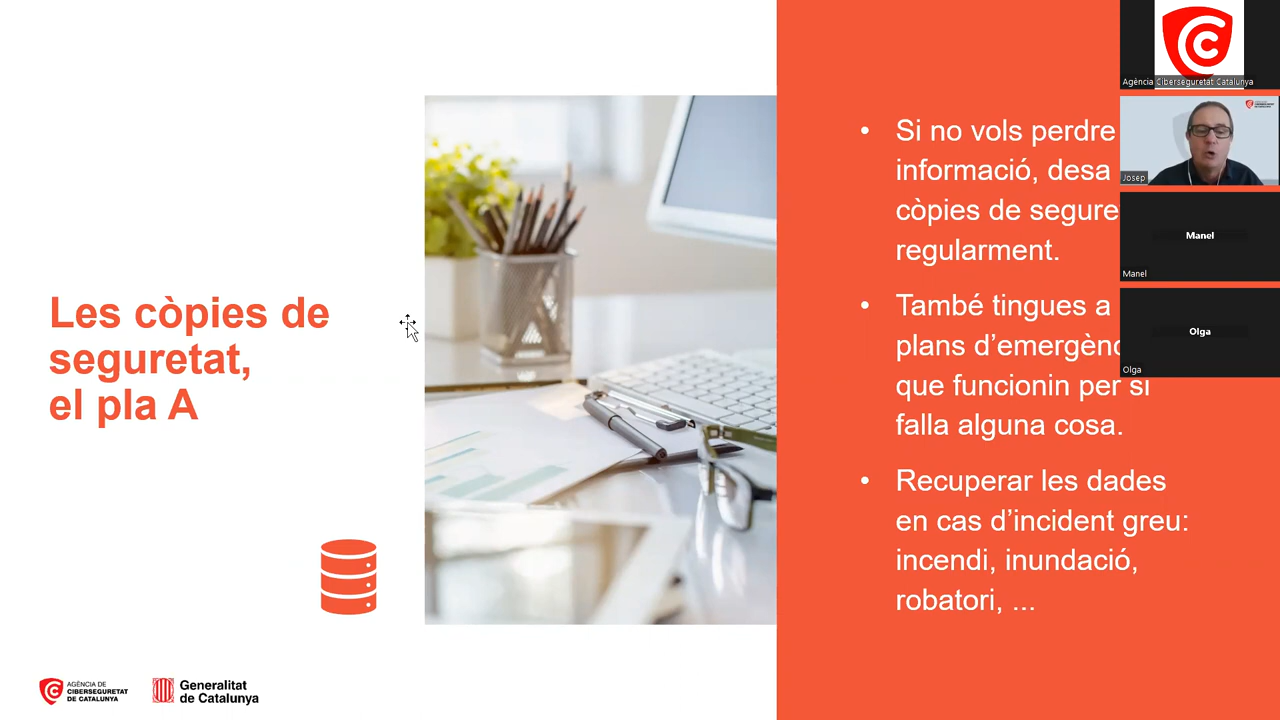 Les còpies de
seguretat,
el pla A
• Si no vols perdre
informació, desa
còpies de segure
regularment.
• També tingues a
plans d’emergènc
que funcionin per si
falla alguna cosa.
• Recuperar les dades
en cas d’incident greu:
incendi, inundació,
robatori, ...
Agència Ciberseguretat Catalunya
Josep
Manel
Manel
Olga
Olga
AGÈNCIA DE
CIBERSEGURETAT
DE CATALUNYA
Generalitat
de Catalunya